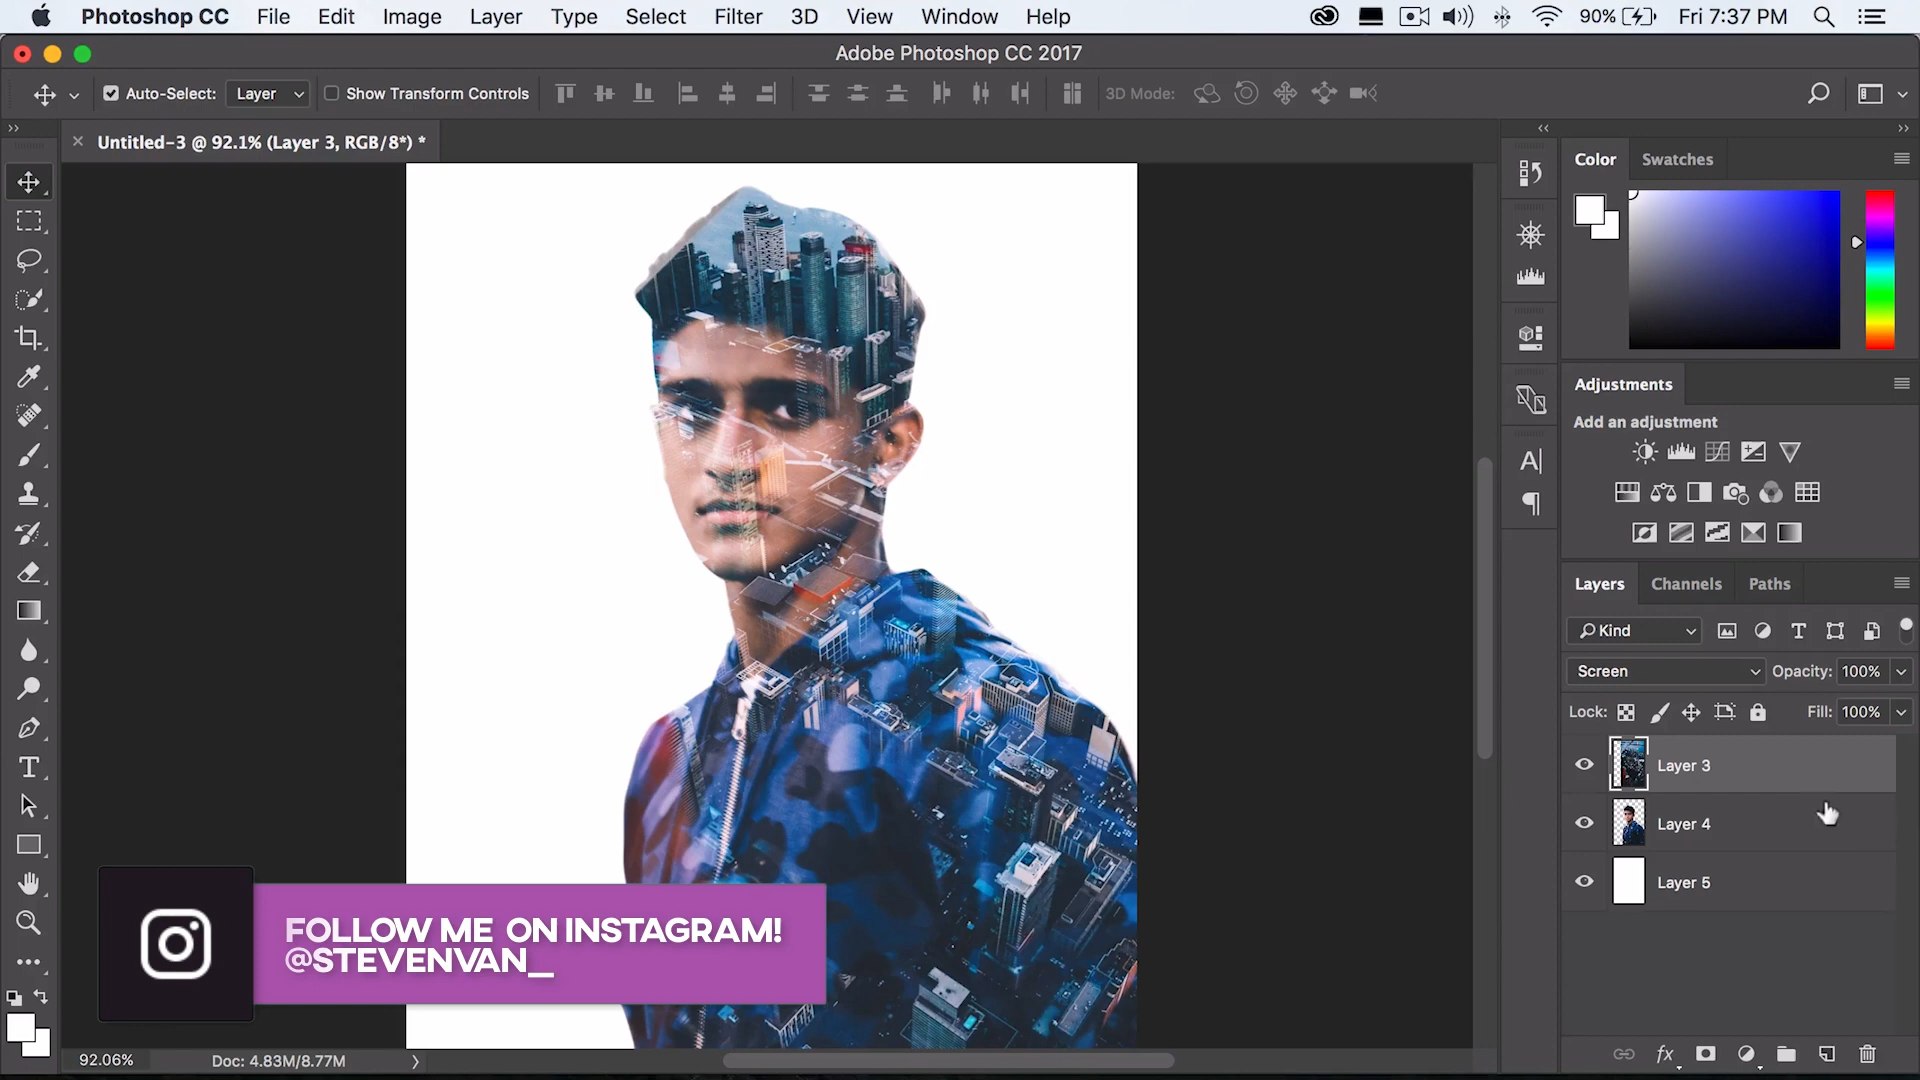 Photoshop CC File Edit Image Layer Type Select Filter 3D View Window Help 90% Fri 7:37 PM
Adobe Photoshop CC 2017
Auto-Select: Layer Show Transform Controls 3D Mode:
Untitled-3 @ 92.1% (Layer 3, RGB/8*) *
Color Swatches
Adjustments
Add an adjustment
Layers Channels Paths
Kind
Screen Opacity: 100%
Lock: Fill: 100%
Layer 3
Layer 4
Layer 5
FOLLOW ME ON INSTAGRAM!
@STEVENVAN_
92.06% Doc: 4.83M/8.77M
fx